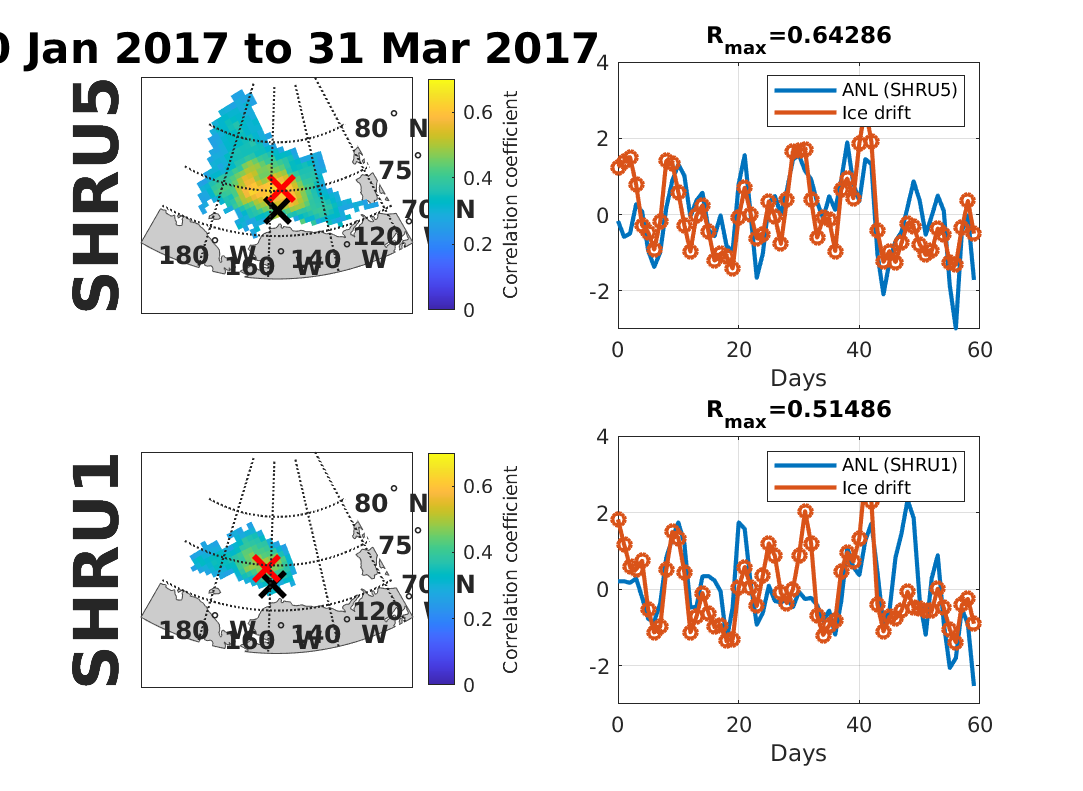 0 Jan 2017 to 31 Mar 2017
SHRU5
80° N
75°
70 N
120° W
180° W
160° W
140° W
0.6
0.4
0.2
0
Correlation coefficient
Rmax=0.64286
ANL (SHRU5)
Ice drift
4
2
0
-2
0 20 40 60
Days
SHRU1
80° N
75°
70 N
120° W
180° W
160° W
140° W
0.6
0.4
0.2
0
Correlation coefficient
Rmax=0.51486
ANL (SHRU1)
Ice drift
4
2
0
-2
0 20 40 60
Days